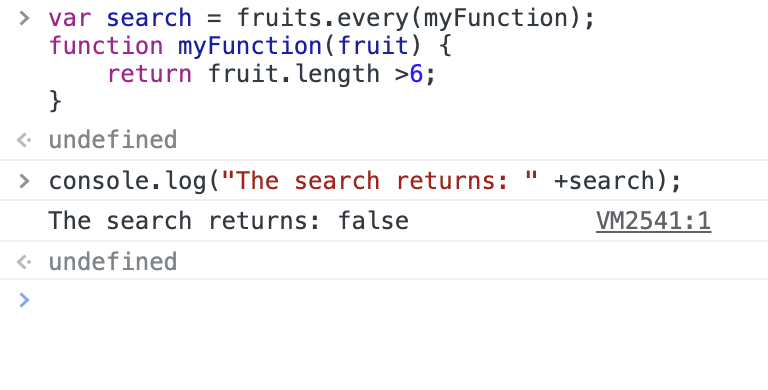 > var search = fruits.every(myFunction);
function myFunction(fruit) {
    return fruit.length >6;
}
undefined
> console.log("The search returns: " +search);
The search returns: false VM2541:1
undefined
>